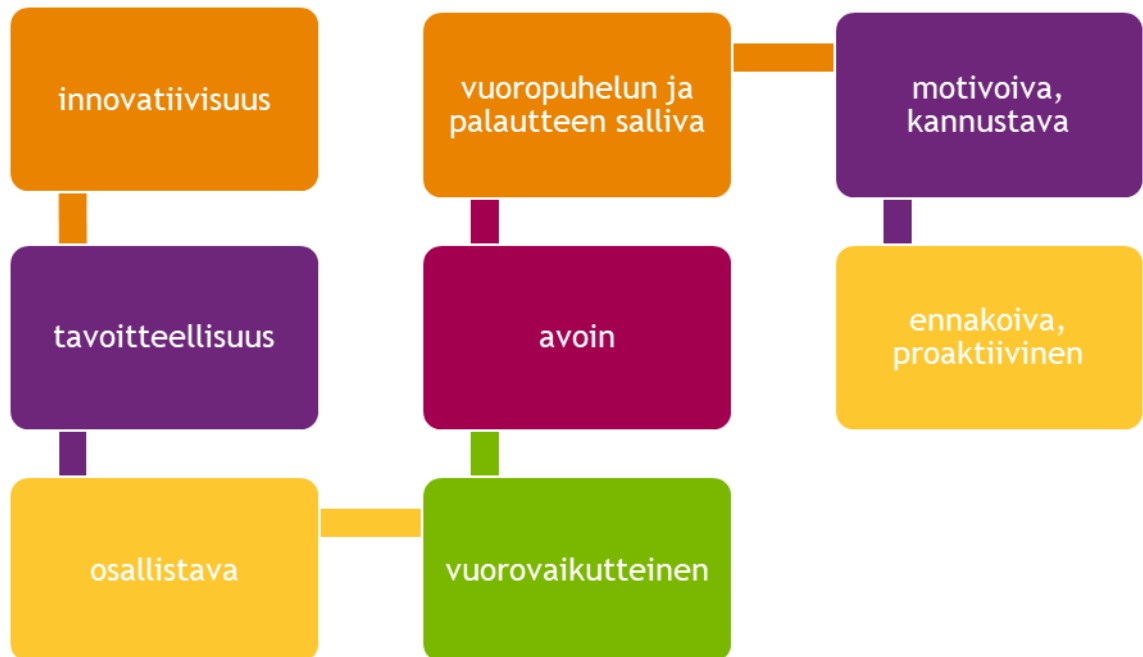 innovatiivisuus
tavoitteellisuus
osallistava
vuorovaikutteinen
avoin
vuoropuhelun ja
palautteen salliva
motivoiva,
kannustava
ennakoiva,
proaktiivinen